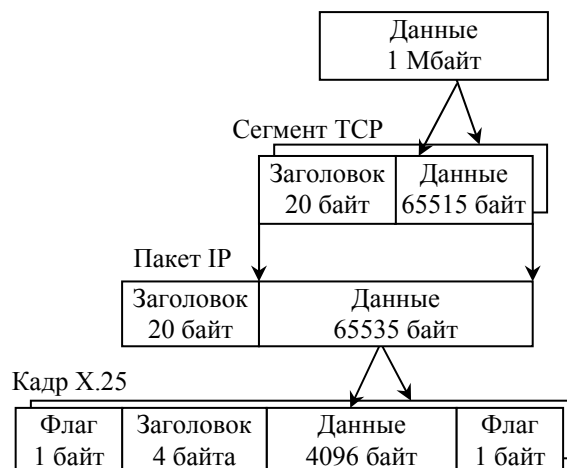 Данные
1 Мбайт
Сегмент TCP
Заголовок Данные
20 байт 65515 байт
Пакет IP
Заголовок Данные
20 байт 65535 байт
Кадр X.25
Флаг Заголовок Данные Флаг
1 байт 4 байта 4096 байт 1 байт